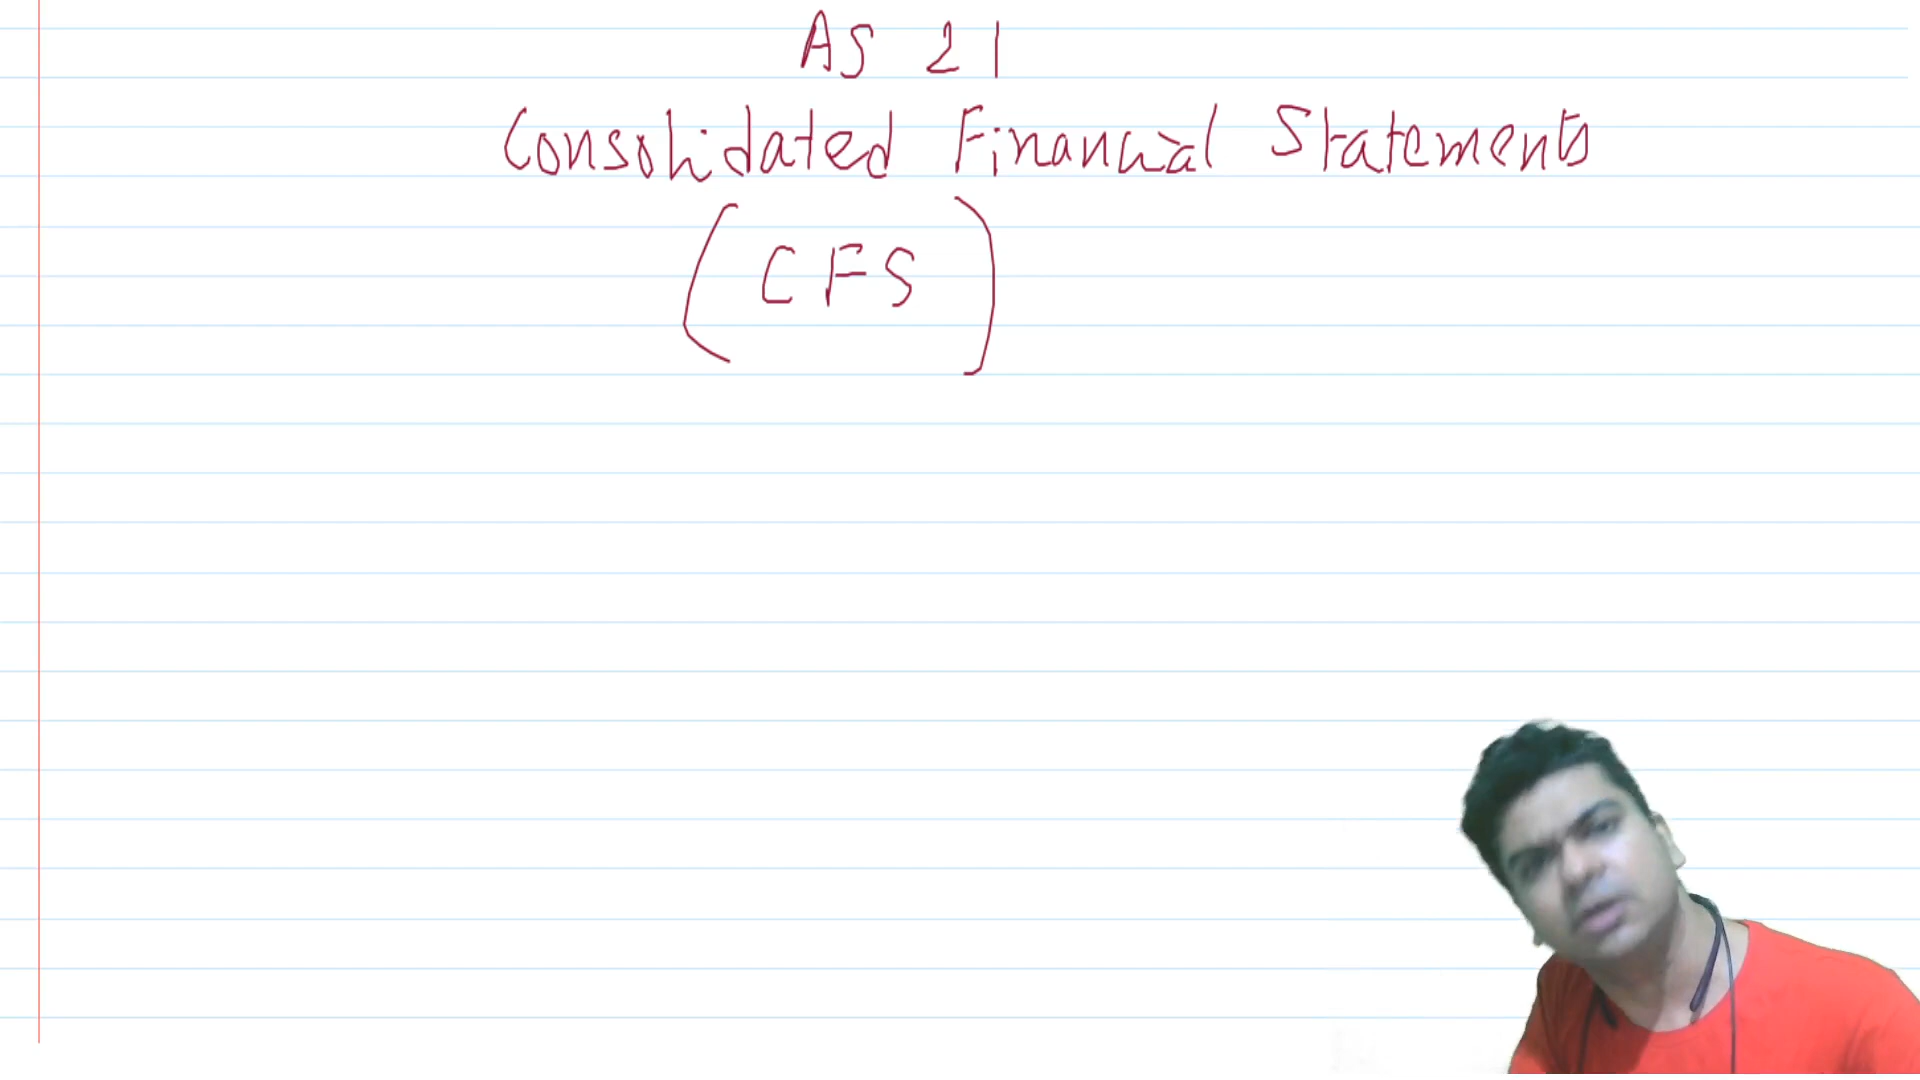 AS 21
Consolidated Financial Statements
(CFS)